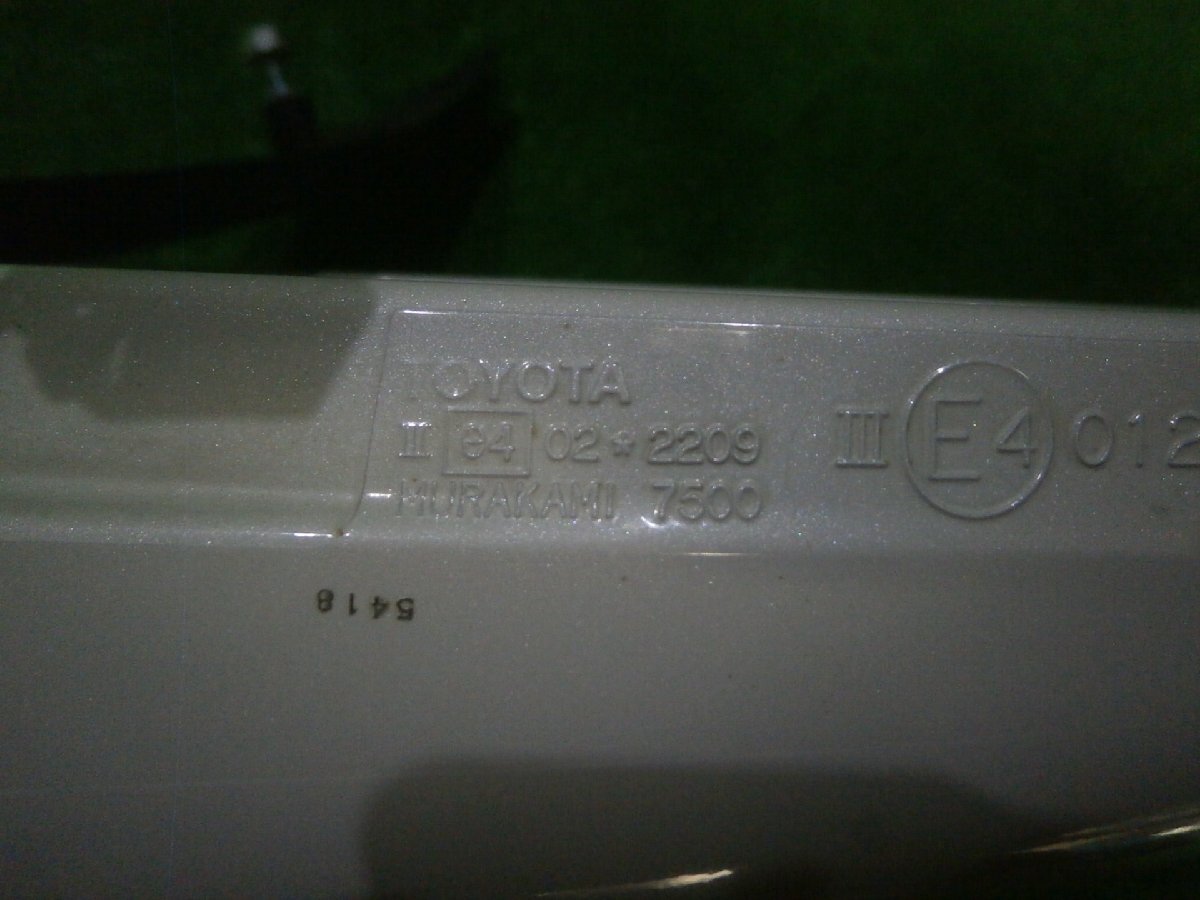 TOYOTA
II e4 02*2209
MURAKAMI 7500
III E4 012
5418